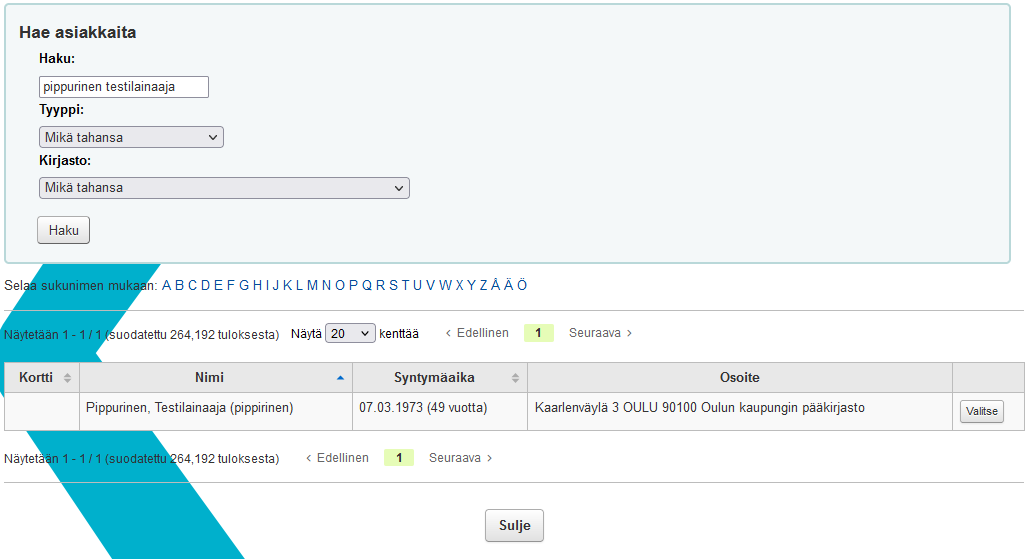 Hae asiakkaita
Haku:
pippurinen testilainaaja
Tyyppi:
Mikä tahansa
Kirjasto:
Mikä tahansa
Haku
Selaa sukunimen mukaan: A B C D E F G H I J K L M N O P Q R S T U V W X Y Z Å Ä Ö
Näytetään 1 - 1 / 1 (suodatettu 264,192 tuloksesta) Näytä 20 kenttää ‹ Edellinen 1 Seuraava ›
Kortti Nimi Syntymäaika Osoite
Pippurinen, Testilainaaja (pippirinen) 07.03.1973 (49 vuotta) Kaarlenväylä 3 OULU 90100 Oulun kaupungin pääkirjasto Valitse
Näytetään 1 - 1 / 1 (suodatettu 264,192 tuloksesta) ‹ Edellinen 1 Seuraava ›
Sulje